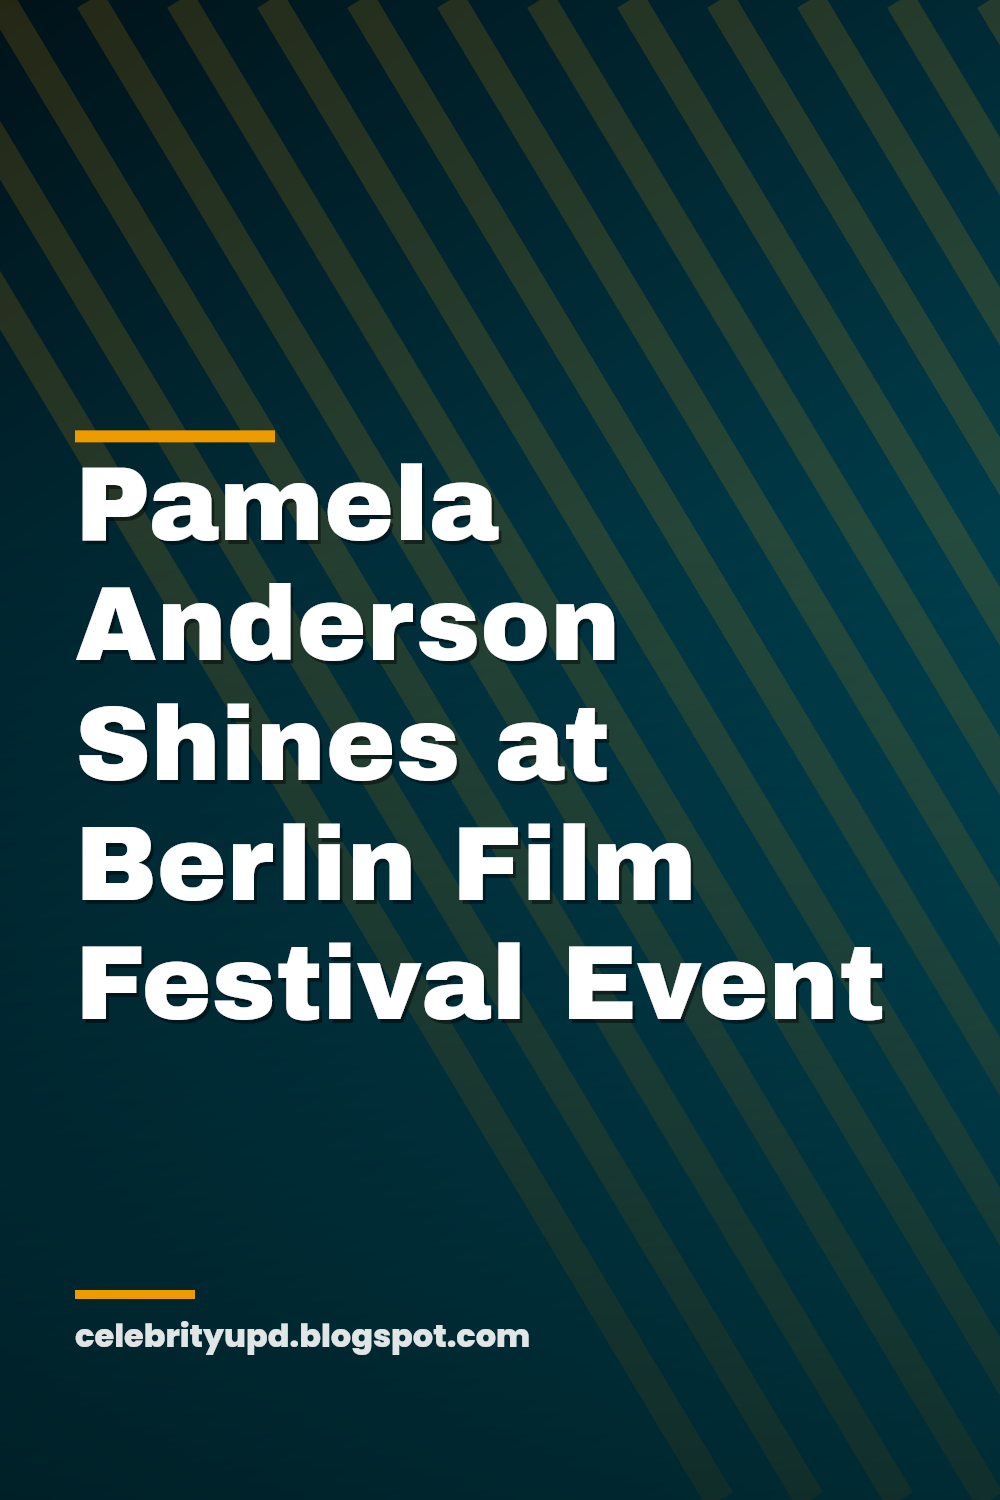 Pamela
Anderson
Shines at
Berlin Film
Festival Event
celebrityupd.blogspot.com